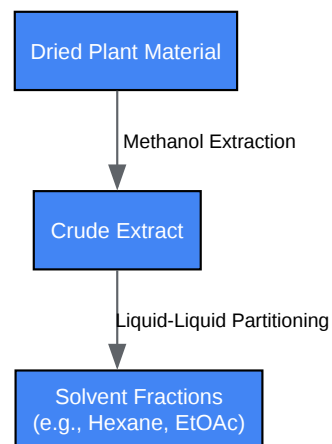 Dried Plant Material
Methanol Extraction
Crude Extract
Liquid-Liquid Partitioning
Solvent Fractions
(e.g., Hexane, EtOAc)